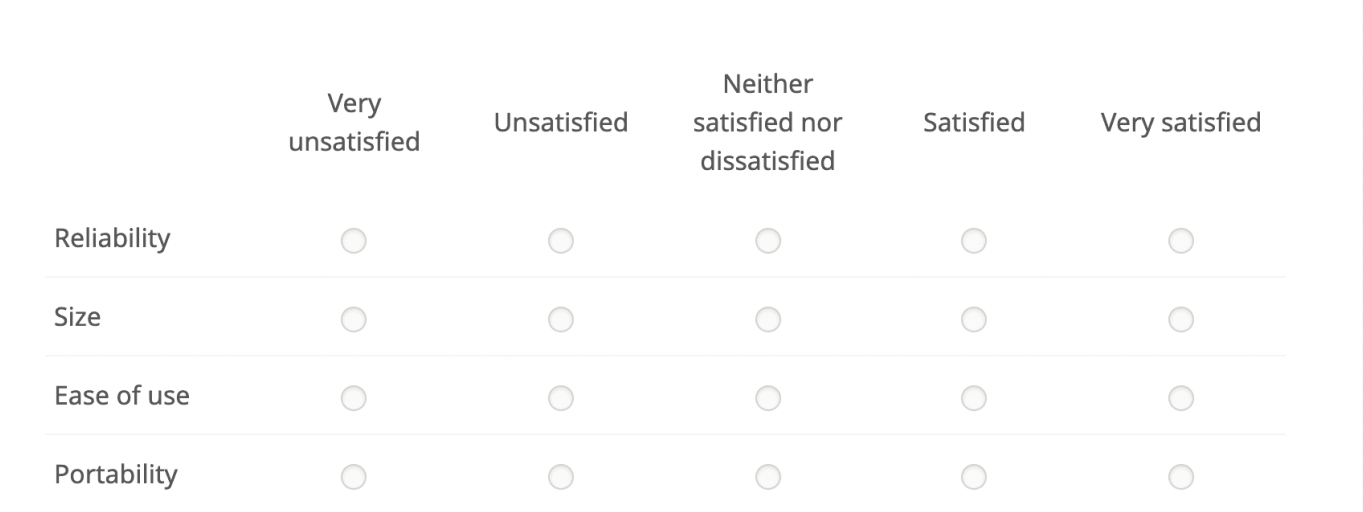 Very
unsatisfied
Unsatisfied
Neither
satisfied nor
dissatisfied
Satisfied
Very satisfied
Reliability
Size
Ease of use
Portability